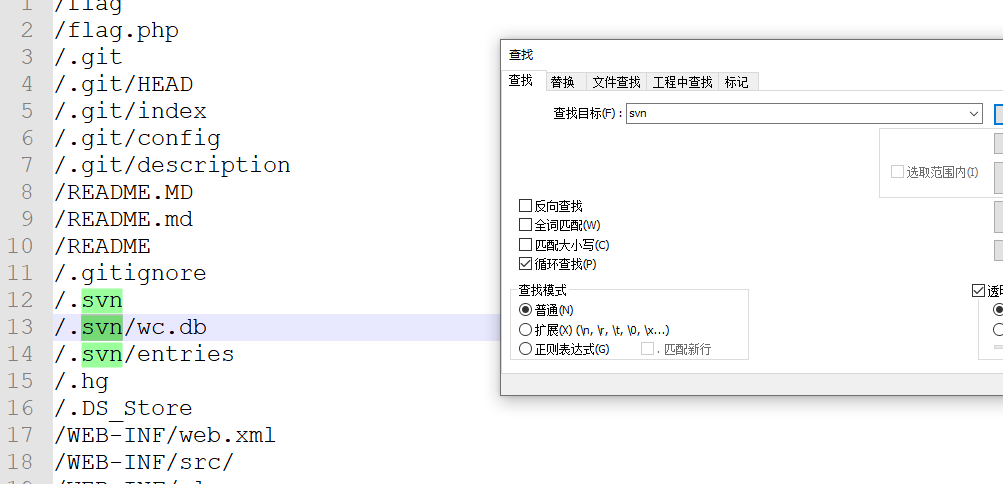 1 /flag
2 /flag.php
3 /.git
4 /.git/HEAD
5 /.git/index
6 /.git/config
7 /.git/description
8 /README.MD
9 /README.md
10 /README
11 /.gitignore
12 /.svn
13 /.svn/wc.db
14 /.svn/entries
15 /.hg
16 /.DS_Store
17 /WEB-INF/web.xml
18 /WEB-INF/src/
查找
查找 替换 文件查找 工程中查找 标记
查找目标(F) : svn
选取范围内(I)
反向查找
全词匹配(W)
匹配大小写(C)
循环查找(P)
查找模式
普通(N)
扩展(X) (\n, \r, \t, \0, \x...)
正则表达式(G)
. 匹配新行